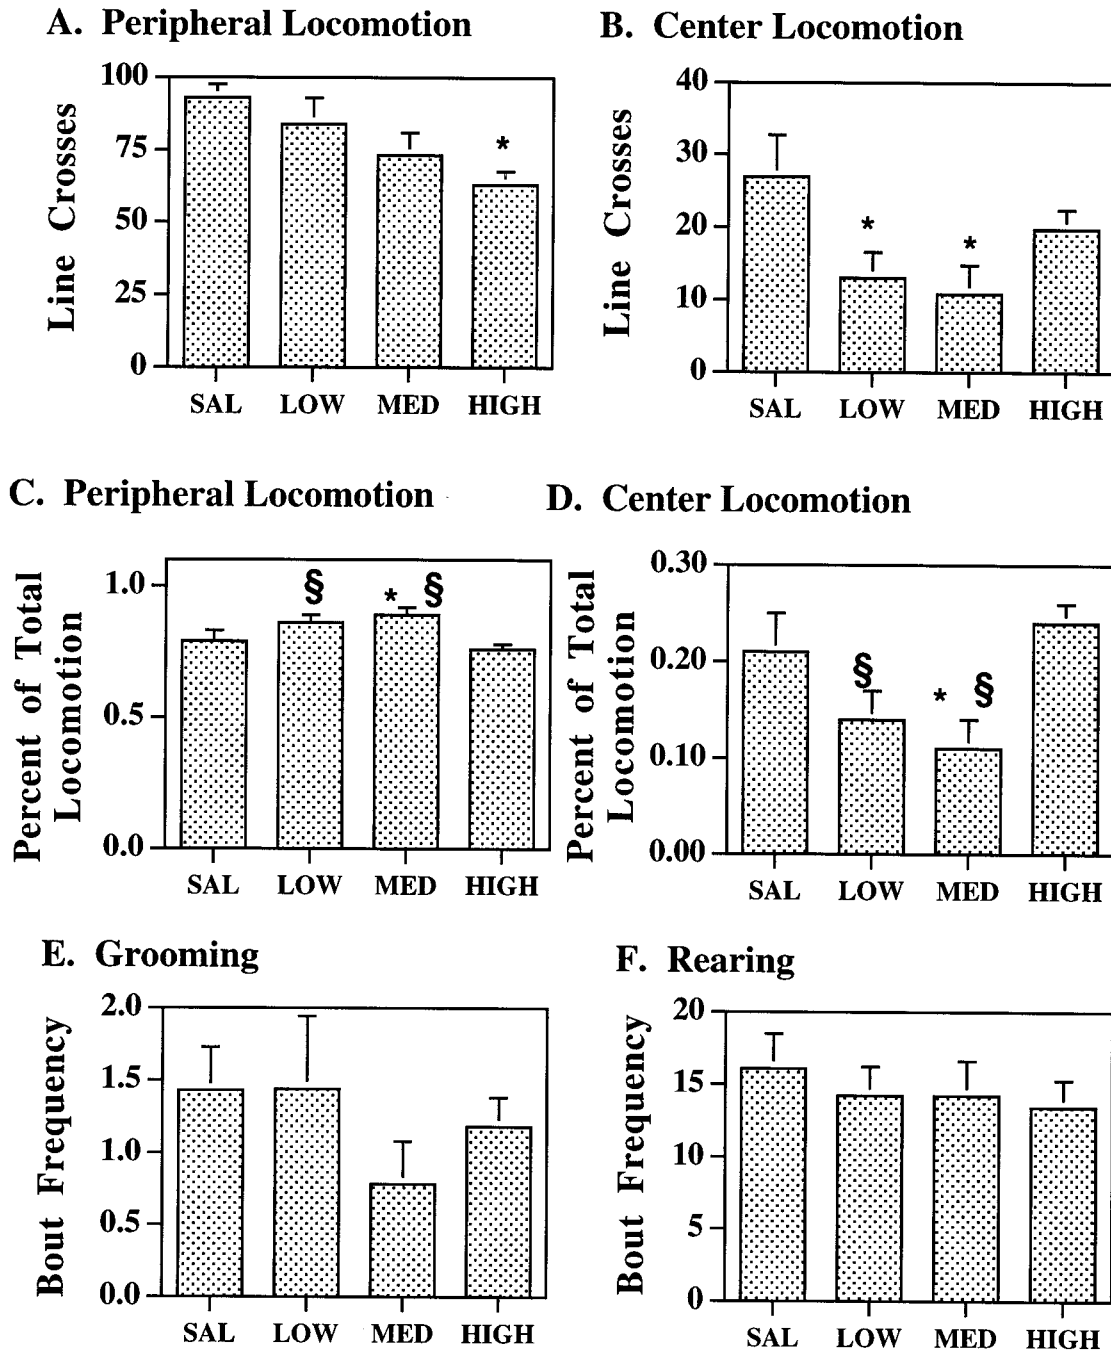 A. Peripheral Locomotion
Line Crosses
100
75
50
25
0
*
SAL LOW MED HIGH
B. Center Locomotion
Line Crosses
40
30
20
10
0
* *
SAL LOW MED HIGH
C. Peripheral Locomotion
Percent of Total
Locomotion
1.0
0.5
0.0
§ * §
SAL LOW MED HIGH
D. Center Locomotion
Percent of Total
Locomotion
0.30
0.20
0.10
0.00
§ * §
SAL LOW MED HIGH
E. Grooming
Bout Frequency
2.0
1.5
1.0
0.5
0.0
SAL LOW MED HIGH
F. Rearing
Bout Frequency
20
15
10
5
0
SAL LOW MED HIGH